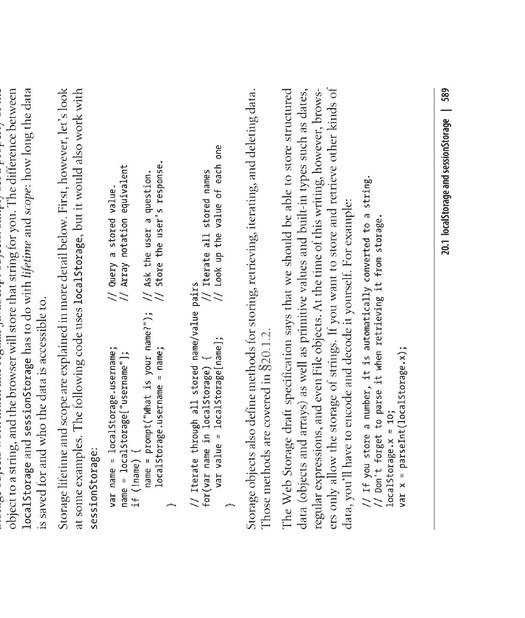 object to a string, and the browser will store that string for you. The difference between
localStorage and sessionStorage has to do with lifetime and scope: how long the data
is saved for and who the data is accessible to.
Storage lifetime and scope are explained in more detail below. First, however, let's look
at some examples. The following code uses localStorage, but it would also work with
sessionStorage:
var name = localStorage.username; // Query a stored value.
name = localStorage["username"]; // Array notation equivalent
if (!name) {
name = prompt("What is your name?"); // Ask the user a question.
localStorage.username = name; // Store the user's response.
}
// Iterate through all stored name/value pairs
for(var name in localStorage) { // Iterate all stored names
var value = localStorage[name]; // Look up the value of each one
}
Storage objects also define methods for storing, retrieving, iterating, and deleting data.
Those methods are covered in §20.1.2.
The Web Storage draft specification says that we should be able to store structured
data (objects and arrays) as well as primitive values and built-in types such as dates,
regular expressions, and even File objects. At the time of this writing, however, brows-
ers only allow the storage of strings. If you want to store and retrieve other kinds of
data, you'll have to encode and decode it yourself. For example:
// If you store a number, it is automatically converted to a string.
// Don't forget to parse it when retrieving it from storage.
localStorage.x = 10;
var x = parseInt(localStorage.x);
20.1 localStorage and sessionStorage | 589